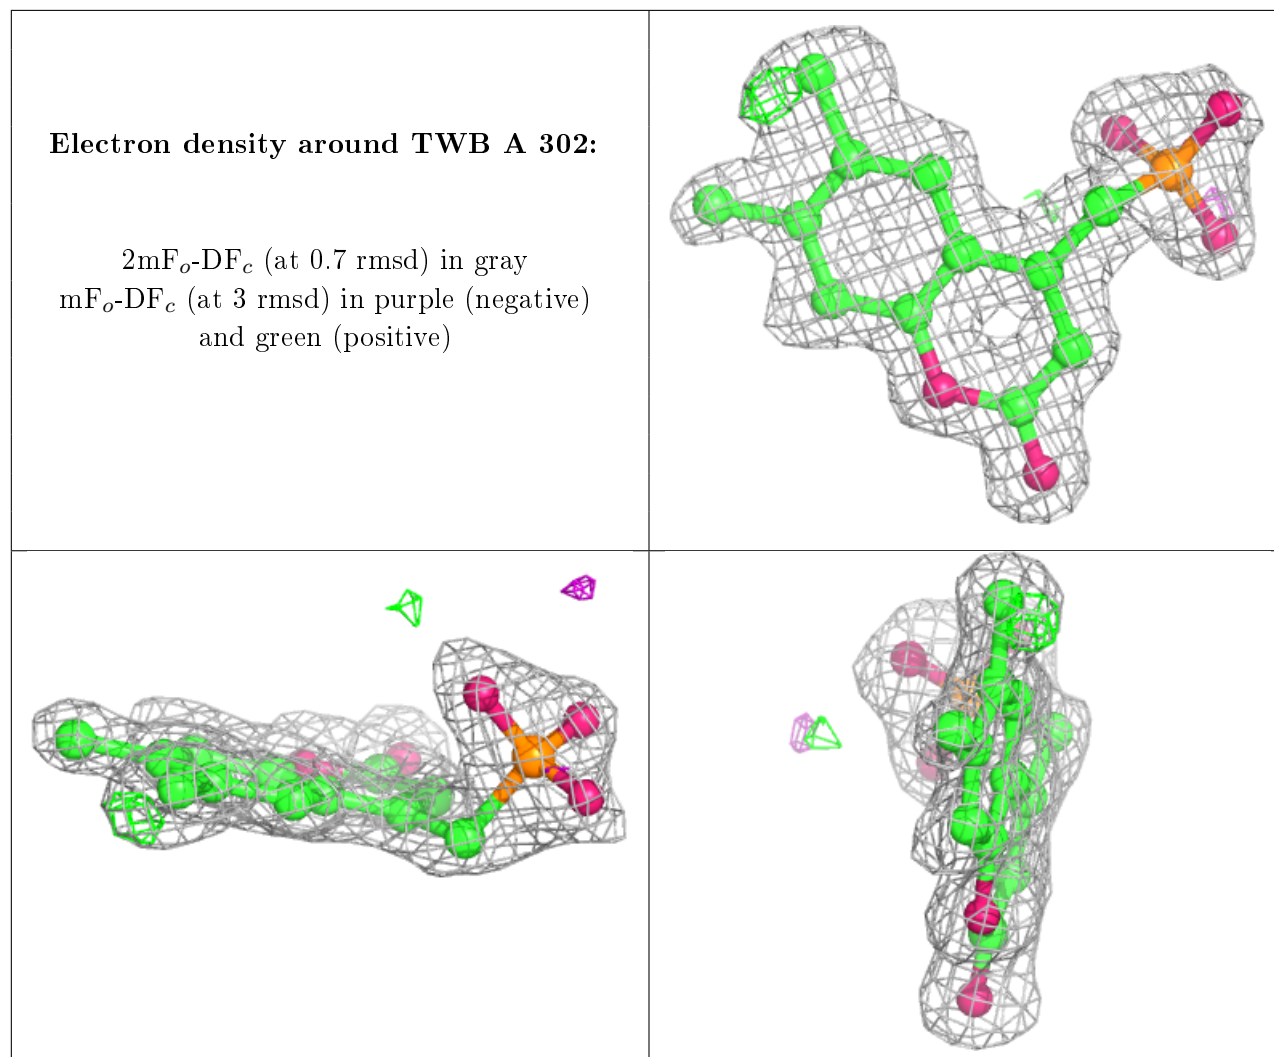 Electron density around TWB A 302:
2mFo-DFc (at 0.7 rmsd) in gray
mFo-DFc (at 3 rmsd) in purple (negative)
and green (positive)